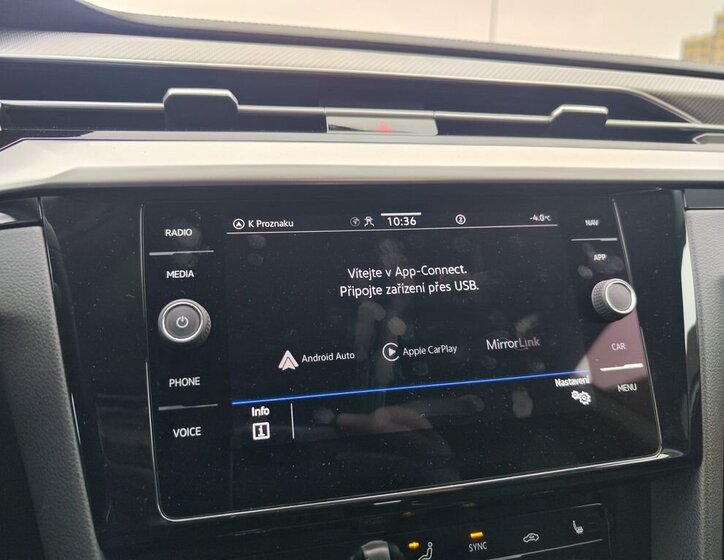 RADIO
MEDIA
PHONE
VOICE
K Proznaku
10:36
2
-4.0°C
Vítejte v App-Connect.
Připojte zařízení přes USB.
Android Auto
Apple CarPlay
MirrorLink
Info
Nastavení
NAV
APP
CAR
MENU
SYNC